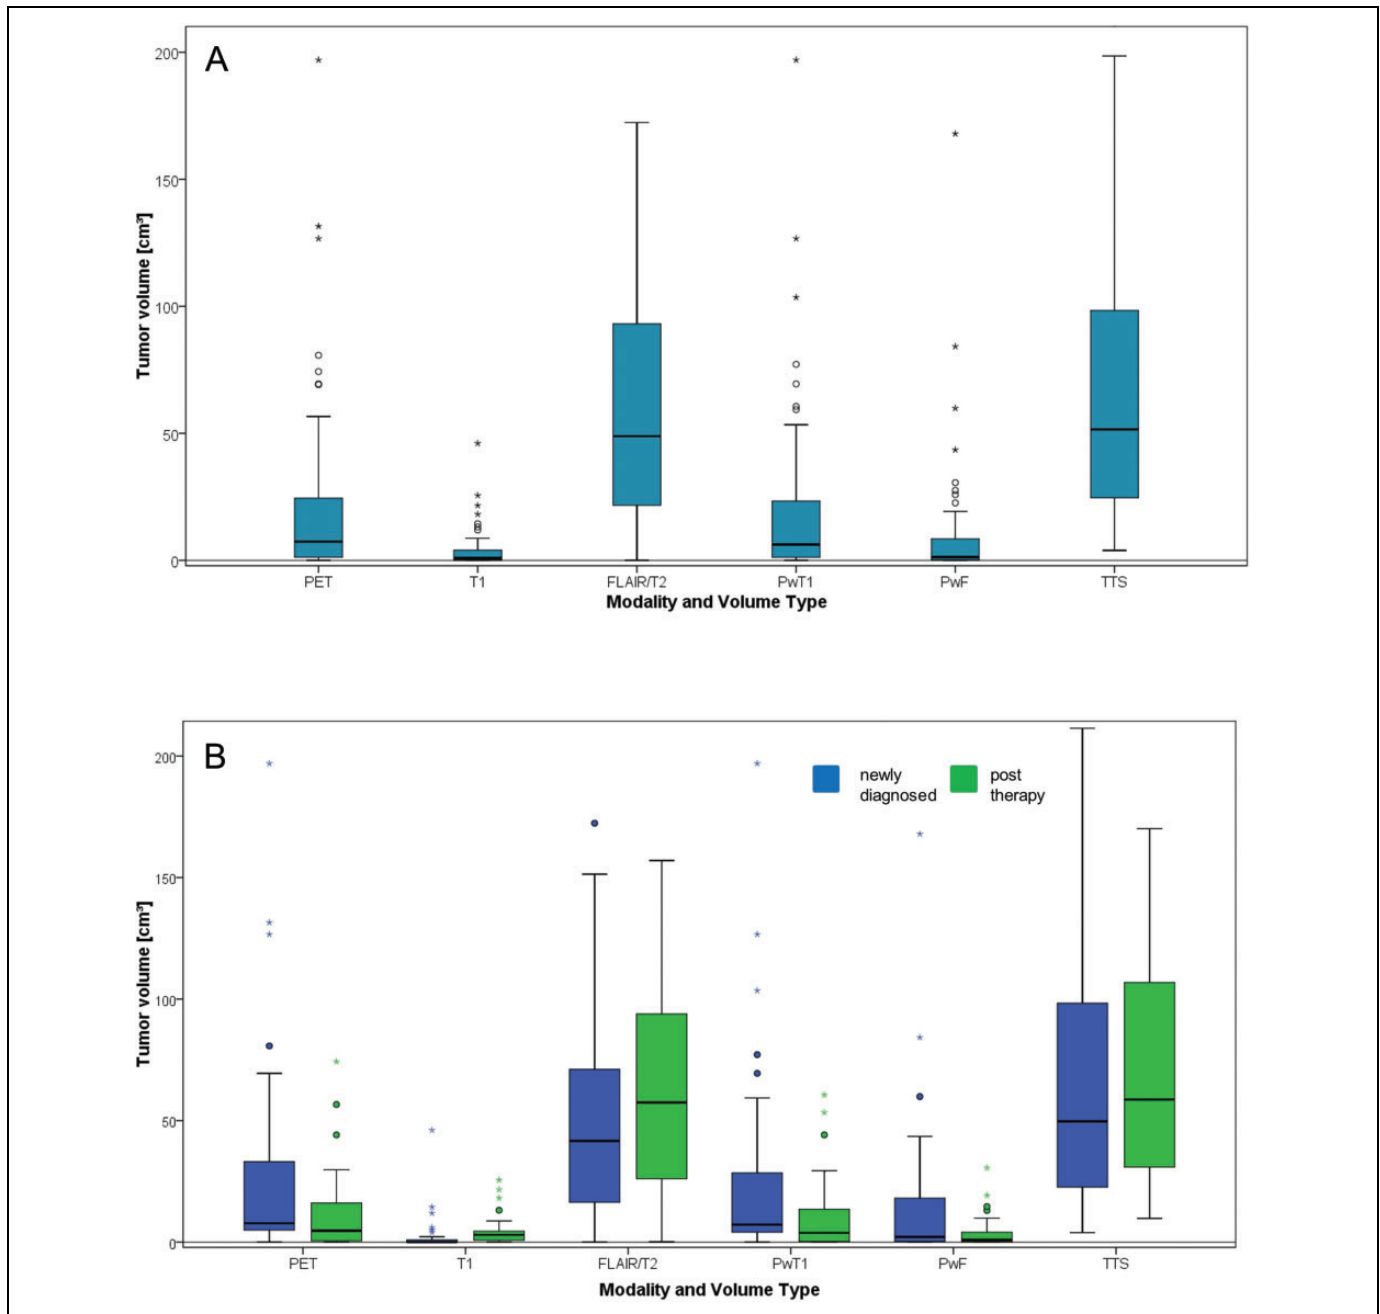 A
200
150
100
50
0
Tumor volume [cm³]
PET T1 FLAIR/T2 PwT1 PwF TTS
Modality and Volume Type
B
newly diagnosed
post therapy
200
150
100
50
0
Tumor volume [cm³]
PET T1 FLAIR/T2 PwT1 PwF TTS
Modality and Volume Type